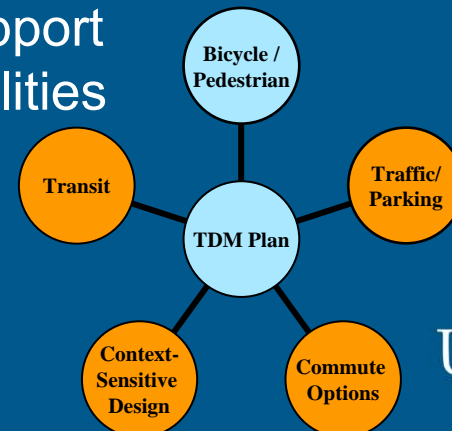 pport
lities
Bicycle /
Pedestrian
Transit
Traffic/
Parking
TDM Plan
Context-
Sensitive
Design
Commute
Options
U